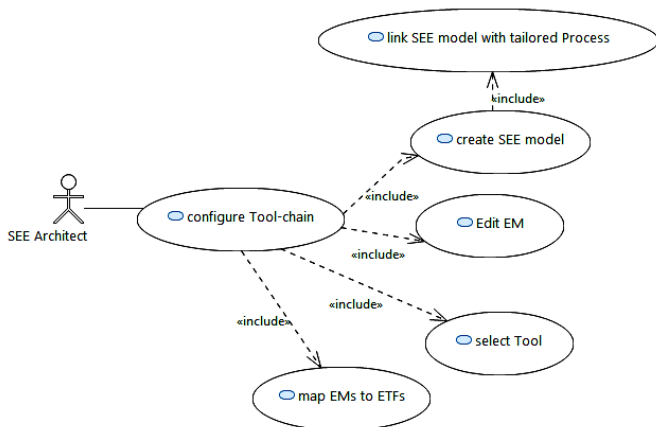 link SEE model with tailored Process
«include»
create SEE model
«include»
configure Tool-chain
SEE Architect
Edit EM
«include»
«include»
«include»
select Tool
map EMs to ETFs